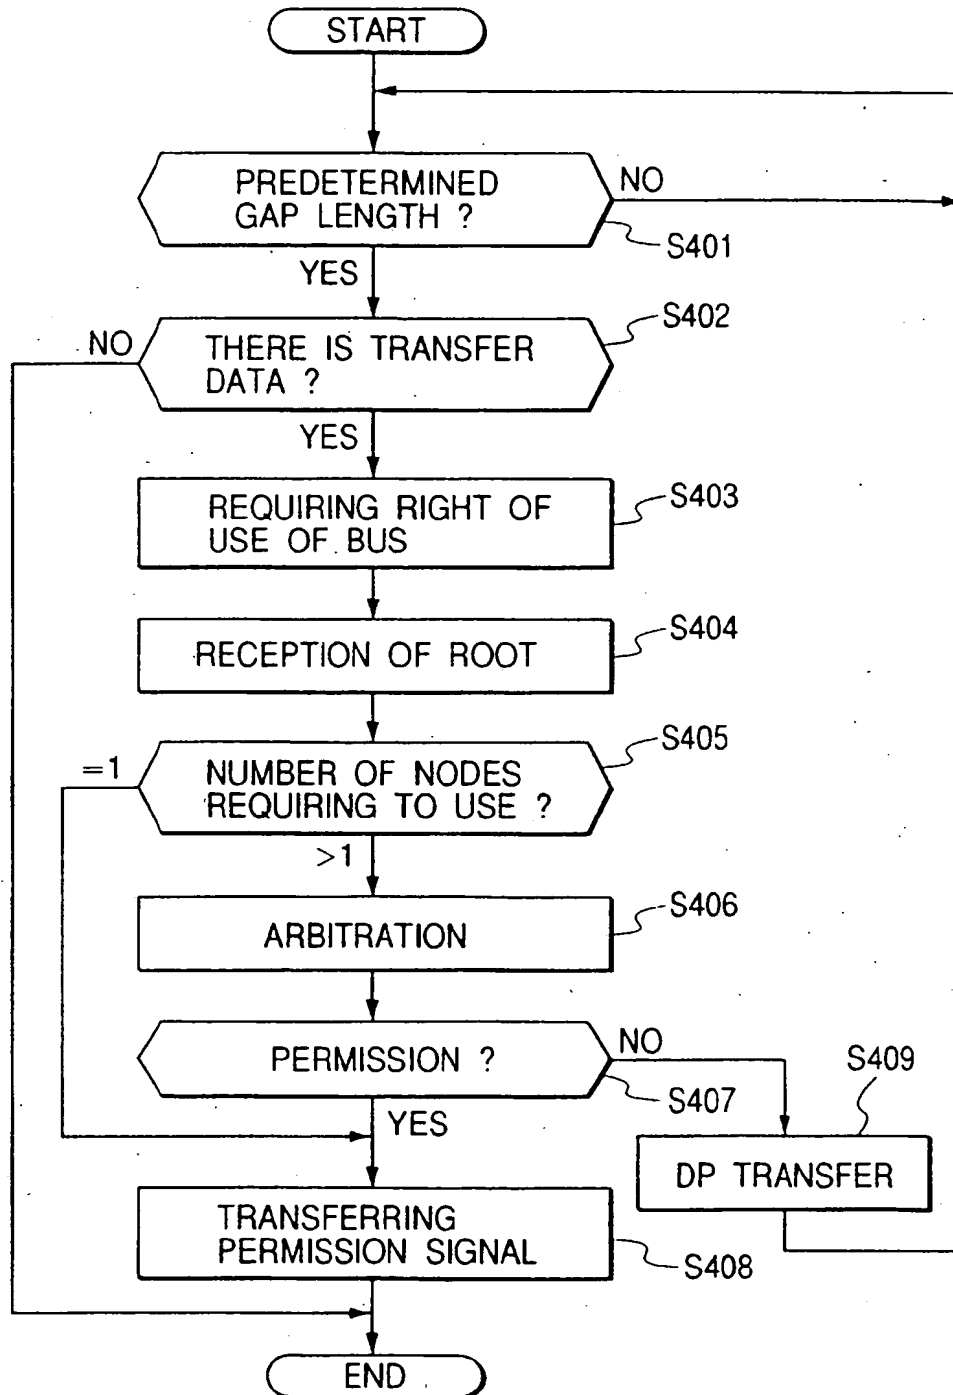 START
PREDETERMINED
GAP LENGTH ?
NO
S401
YES
S402
NO
THERE IS TRANSFER
DATA ?
YES
REQUIRING RIGHT OF
USE OF BUS
S403
S404
RECEPTION OF ROOT
S405
=1
NUMBER OF NODES
REQUIRING TO USE ?
>1
S406
ARBITRATION
PERMISSION ?
NO
S407
S409
YES
DP TRANSFER
TRANSFERRING
PERMISSION SIGNAL
S408
END